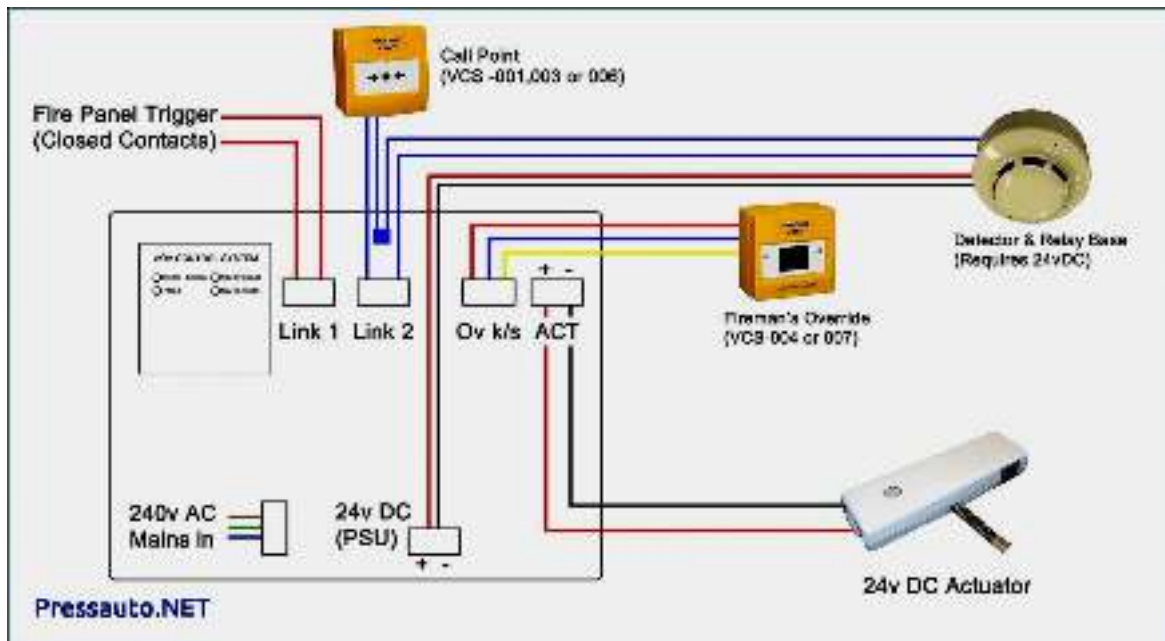 Call Point
(VCS -001,003 or 006)
Fire Panel Trigger
(Closed Contacts)
Detector & Relay Base
(Requires 24vDC)
Fireman's Override
(VCS-004 or 007)
+ -
Link 1
Link 2
Ov k/s
ACT
240v AC
Mains in
24v DC
(PSU)
+ -
24v DC Actuator
Pressauto.NET